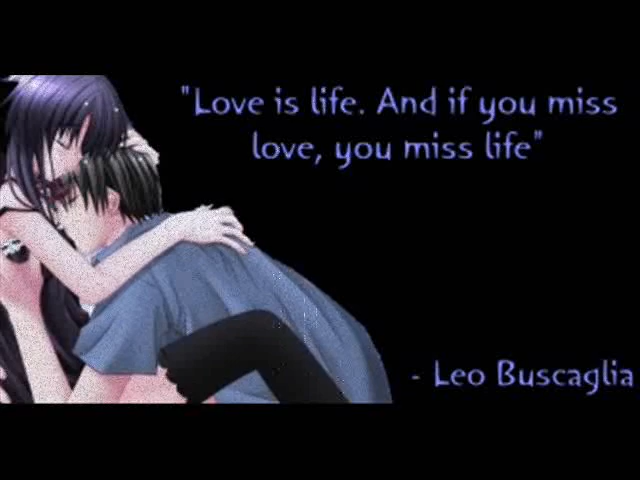 "Love is life. And if you miss
love, you miss life"
- Leo Buscaglia